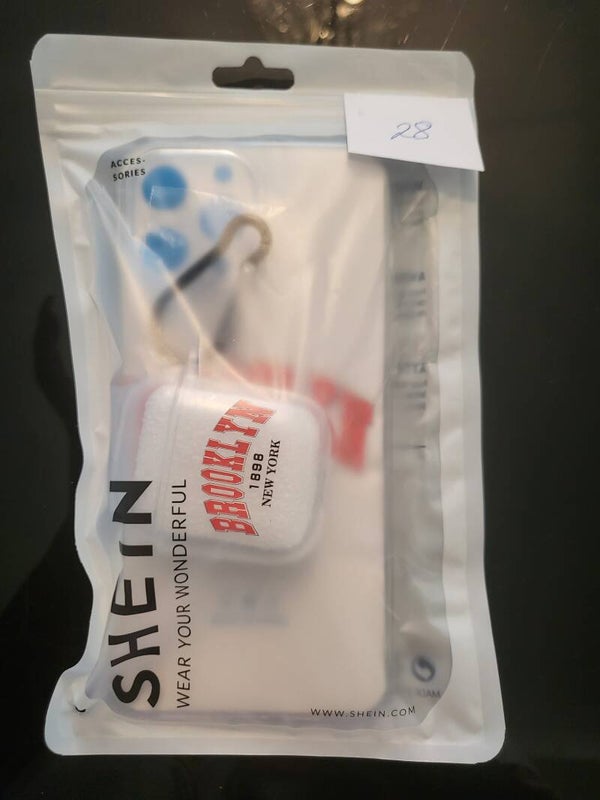 28
ACCES-
SORIES
BROOKLYN
1898
NEW YORK
SHEIN
WEAR YOUR WONDERFUL
WWW.SHEIN.COM